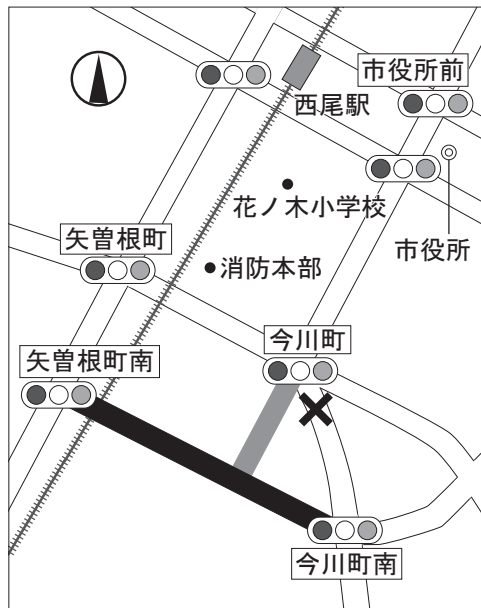 西尾駅
市役所前
花ノ木小学校
市役所
矢曽根町
消防本部
今川町
矢曽根町南
今川町南